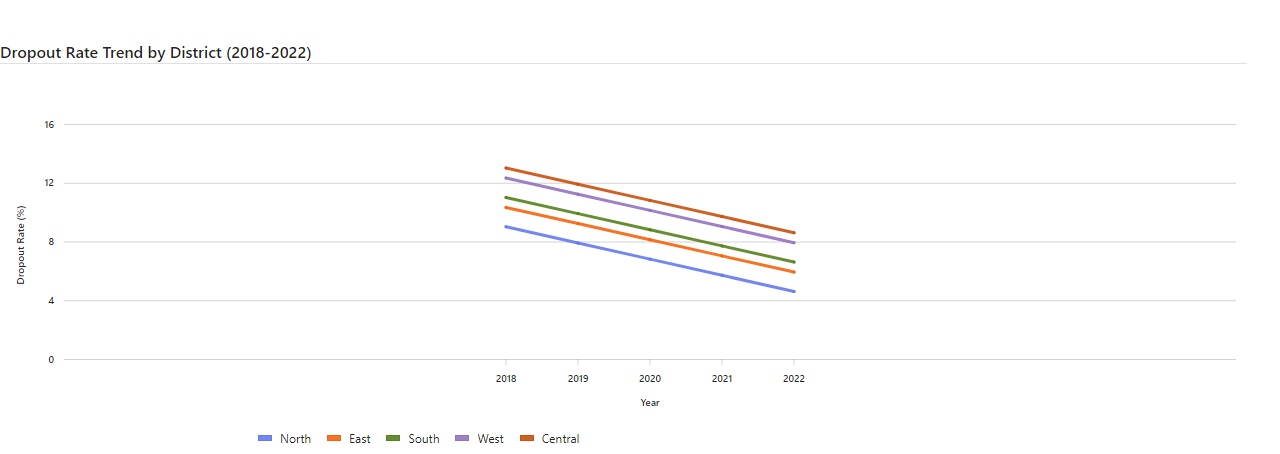 Dropout Rate Trend by District (2018-2022)
16
12
8
4
0
Dropout Rate (%)
2018 2019 2020 2021 2022
Year
North East South West Central